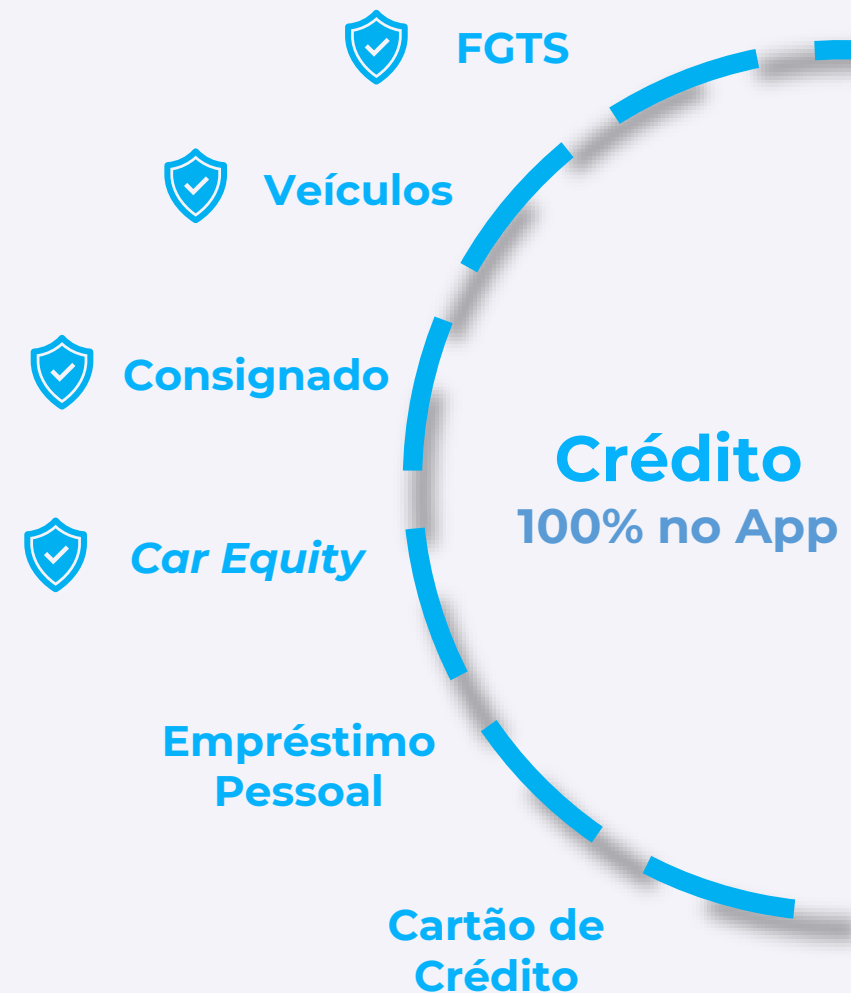 FGTS
Veículos
Consignado
Car Equity
Empréstimo
Pessoal
Cartão de
Crédito
Crédito
100% no App